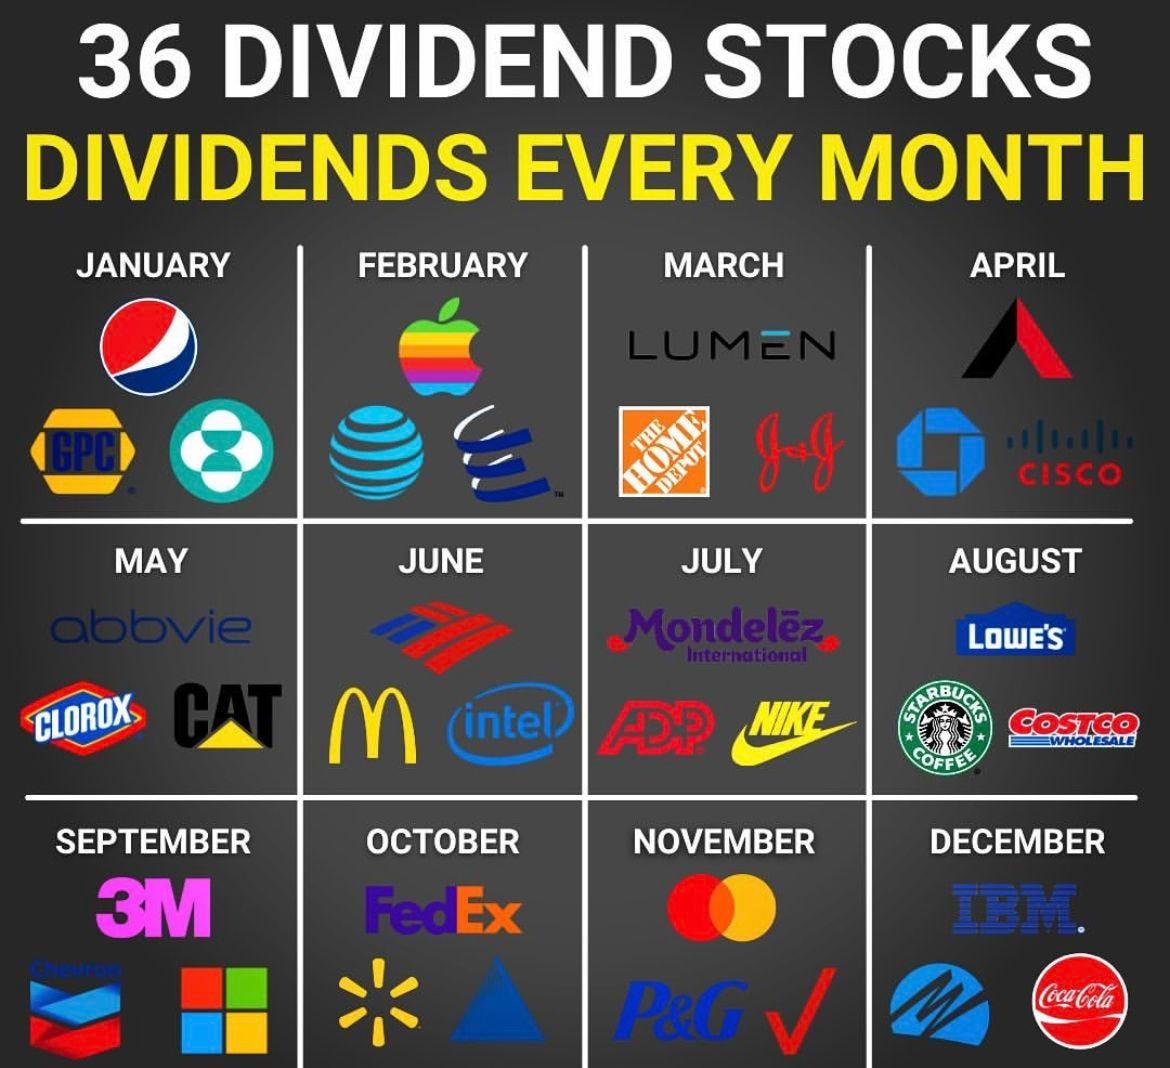 36 DIVIDEND STOCKS
DIVIDENDS EVERY MONTH
JANUARY
GPC
FEBRUARY
TM
MARCH
LUMEN
THE
HOME
DEPOT
J&J
APRIL
CISCO
MAY
abbvie
CLOROX
CAT
JUNE
intel
JULY
Mondelēz
International
ADP
NIKE
AUGUST
LOWE'S
STARBUCKS
COFFEE
COSTCO
WHOLESALE
SEPTEMBER
3M
Chevron
OCTOBER
FedEx
NOVEMBER
P&G
DECEMBER
IBM.
Coca-Cola